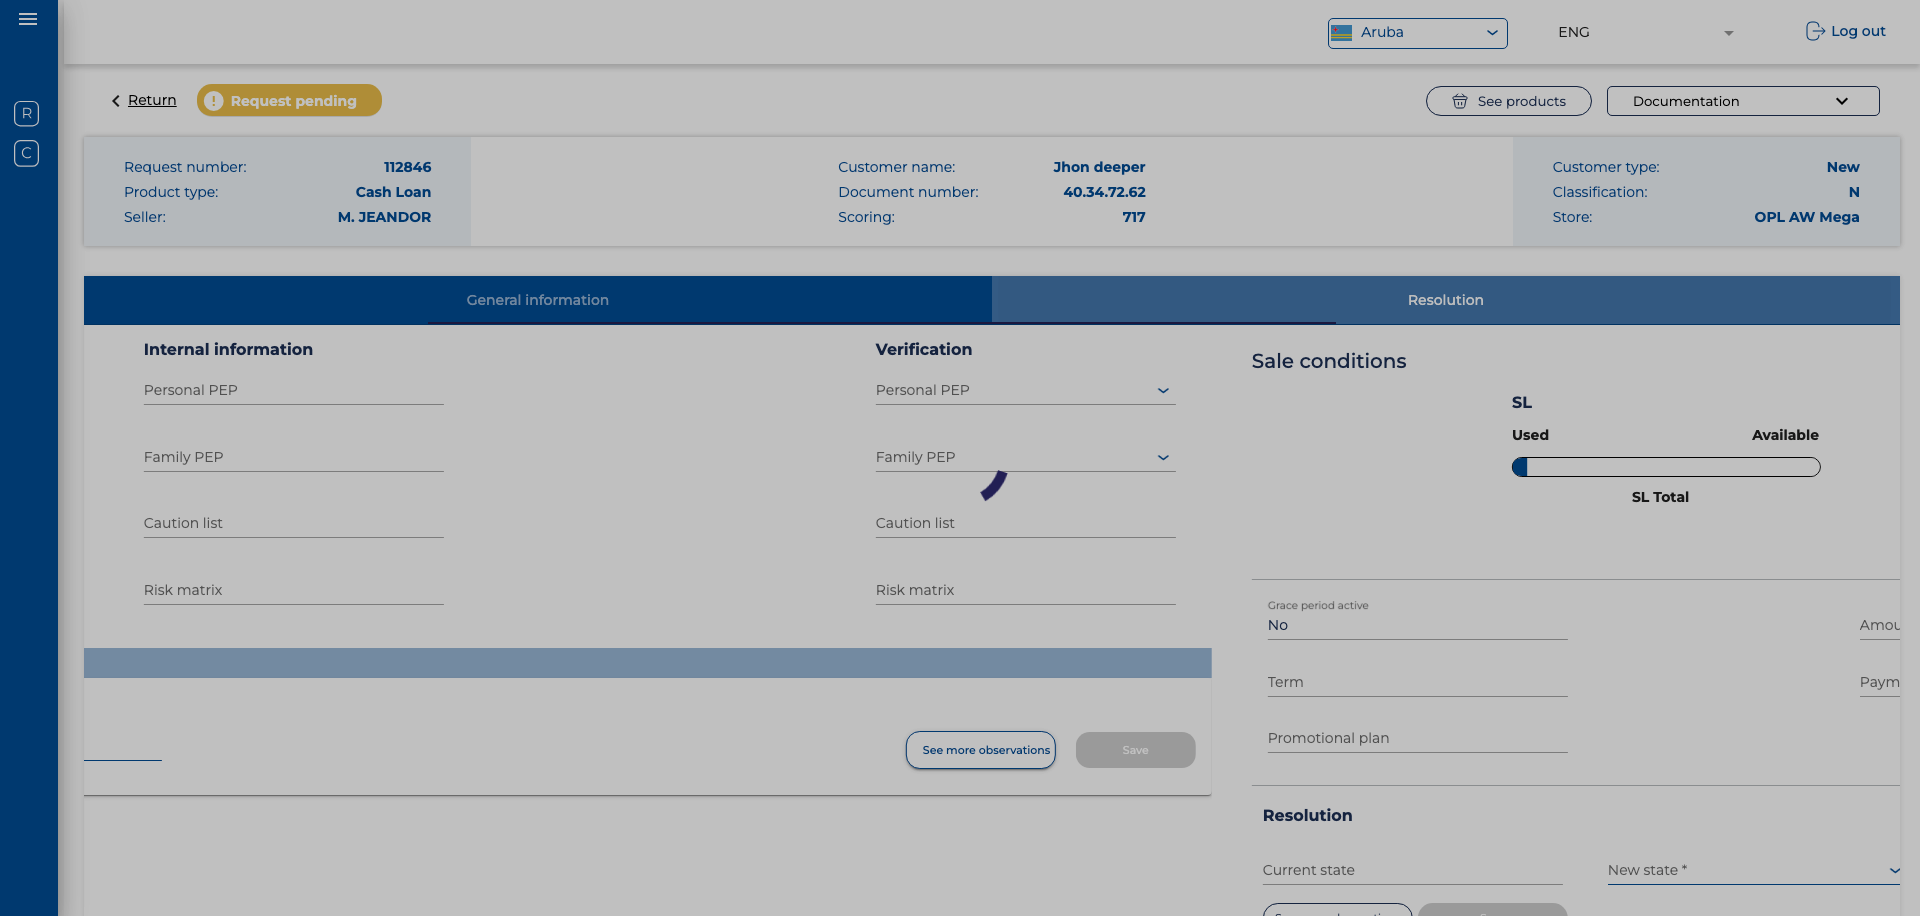 Aruba
ENG
Log out
R
C
Return
Request pending
See products
Documentation
Request number: 112846
Product type: Cash Loan
Seller: M. JEANDOR
Customer name: Jhon deeper
Document number: 40.34.72.62
Scoring: 717
Customer type: New
Classification: N
Store: OPL AW Mega
General information
Resolution
Internal information
Personal PEP
Family PEP
Caution list
Risk matrix
Verification
Personal PEP
Family PEP
Caution list
Risk matrix
See more observations
Save
Sale conditions
SL
Used Available
SL Total
Grace period active
No
Amou
Term
Paym
Promotional plan
Resolution
Current state
New state *